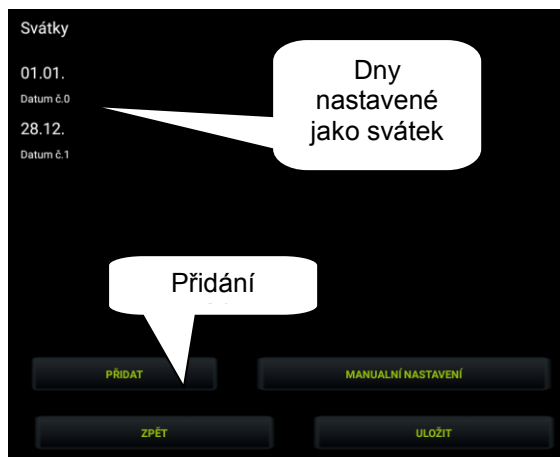 Svátky
01.01.
Datum č.0
28.12.
Datum č.1
Dny
nastavené
jako svátek
Přidání
PŘIDAT
MANUALNÍ NASTAVENÍ
ZPĚT
ULOŽIT